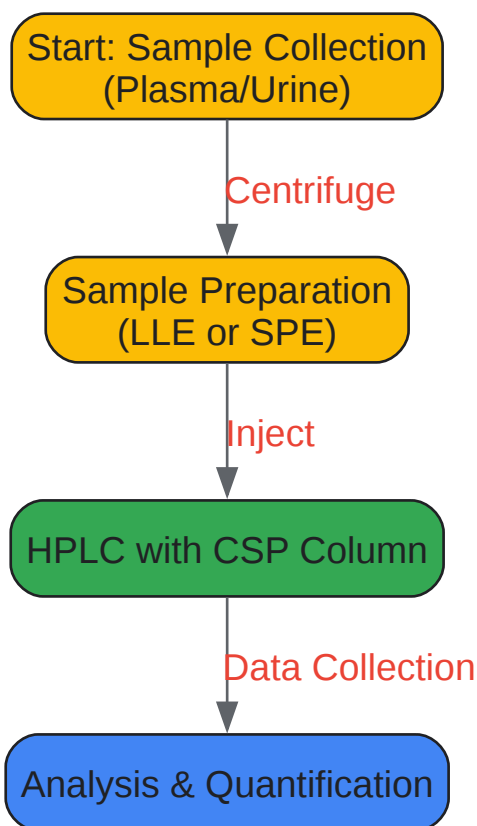 Start: Sample Collection
(Plasma/Urine)
Centrifuge
Sample Preparation
(LLE or SPE)
Inject
HPLC with CSP Column
Data Collection
Analysis & Quantification